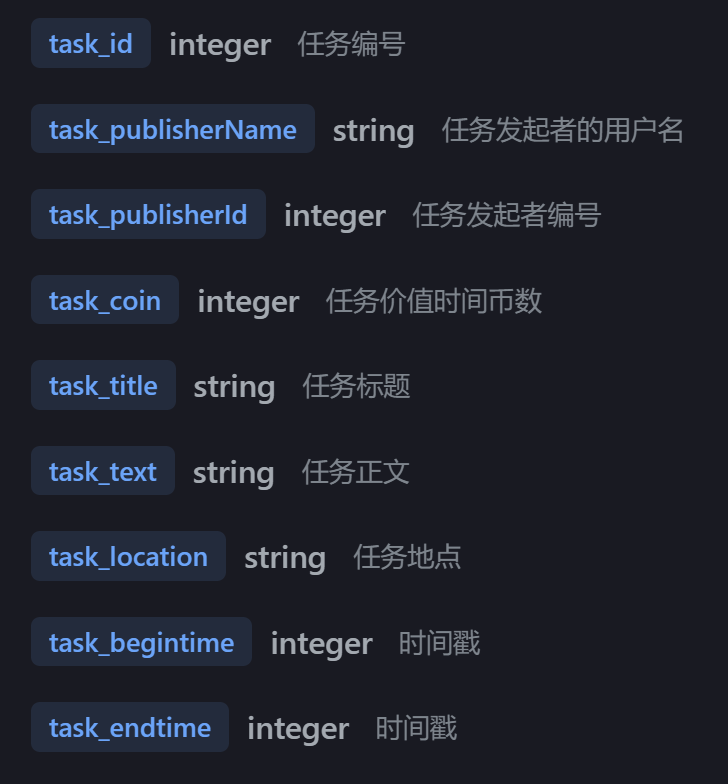 task_id integer 任务编号
task_publisherName string 任务发起者的用户名
task_publisherId integer 任务发起者编号
task_coin integer 任务价值时间币数
task_title string 任务标题
task_text string 任务正文
task_location string 任务地点
task_begintime integer 时间戳
task_endtime integer 时间戳